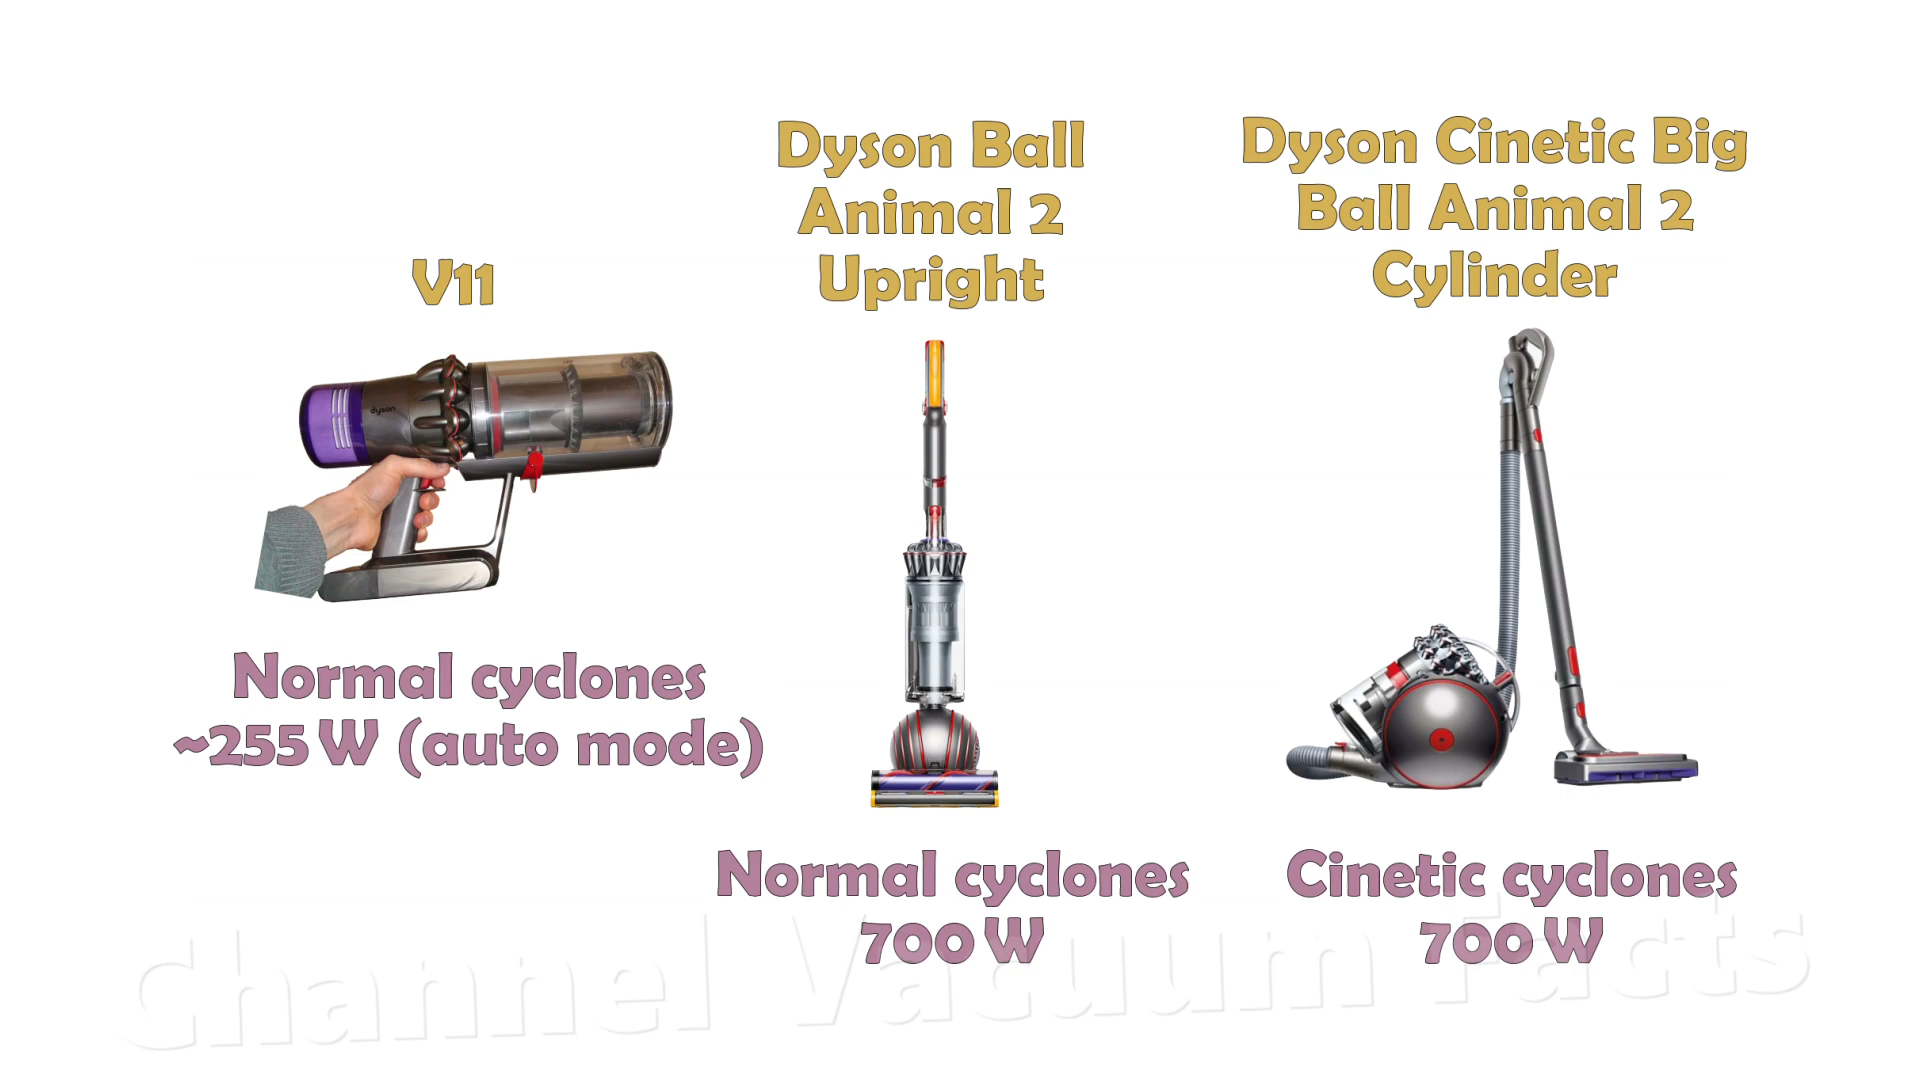 V11
dyson
Normal cyclones
~255 W (auto mode)
Dyson Ball
Animal 2
Upright
Normal cyclones
700 W
Dyson Cinetic Big
Ball Animal 2
Cylinder
Cinetic cyclones
700 W
Channel Vacuum Facts